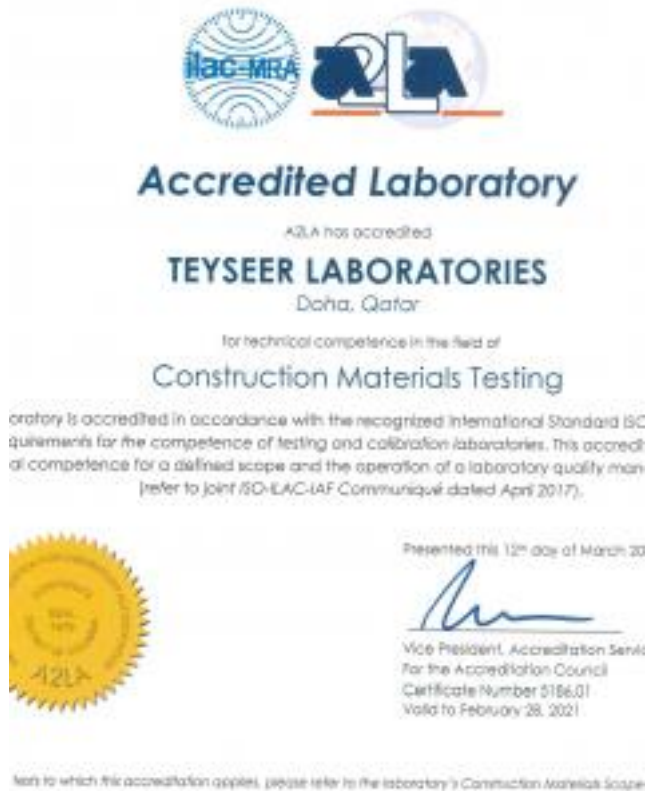 ilac-MRA
A2LA
Accredited Laboratory
A2LA has accredited
TEYSEER LABORATORIES
Doha, Qatar
for technical competence in the field of
Construction Materials Testing
oratory is accredited in accordance with the recognized International Standard ISO
quirements for the competence of testing and calibration laboratories. This accredit
al competence for a defined scope and the operation of a laboratory quality man
(refer to joint ISO-ILAC-IAF Communiqué dated April 2017).
Presented this 12th day of March 20
A2LA
Vice President, Accreditation Servic
For the Accreditation Council
Certificate Number 5186.01
Valid to February 28, 2021
tests to which this accreditation applies, please refer to the laboratory's Construction Materials Scope